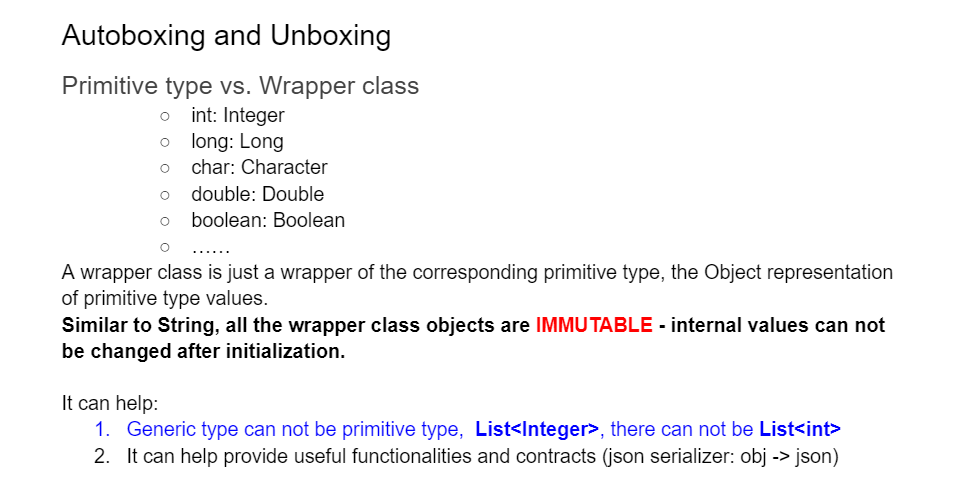 Autoboxing and Unboxing
Primitive type vs. Wrapper class
○ int: Integer
○ long: Long
○ char: Character
○ double: Double
○ boolean: Boolean
○ ……
A wrapper class is just a wrapper of the corresponding primitive type, the Object representation
of primitive type values.
Similar to String, all the wrapper class objects are IMMUTABLE - internal values can not
be changed after initialization.
It can help:
1. Generic type can not be primitive type, List<Integer>, there can not be List<int>
2. It can help provide useful functionalities and contracts (json serializer: obj -> json)